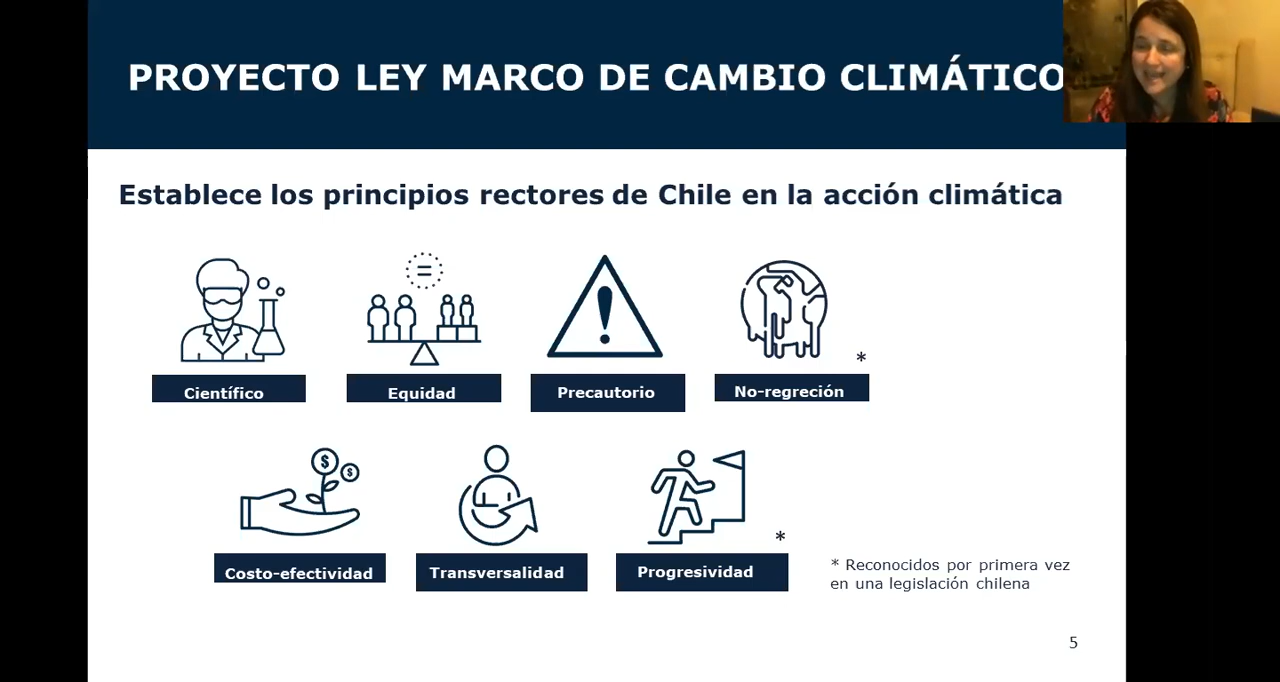 PROYECTO LEY MARCO DE CAMBIO CLIMÁTICO
Establece los principios rectores de Chile en la acción climática
=
*
Científico
Equidad
Precautorio
No-regreción
$
$
*
Costo-efectividad
Transversalidad
Progresividad
* Reconocidos por primera vez
en una legislación chilena
5